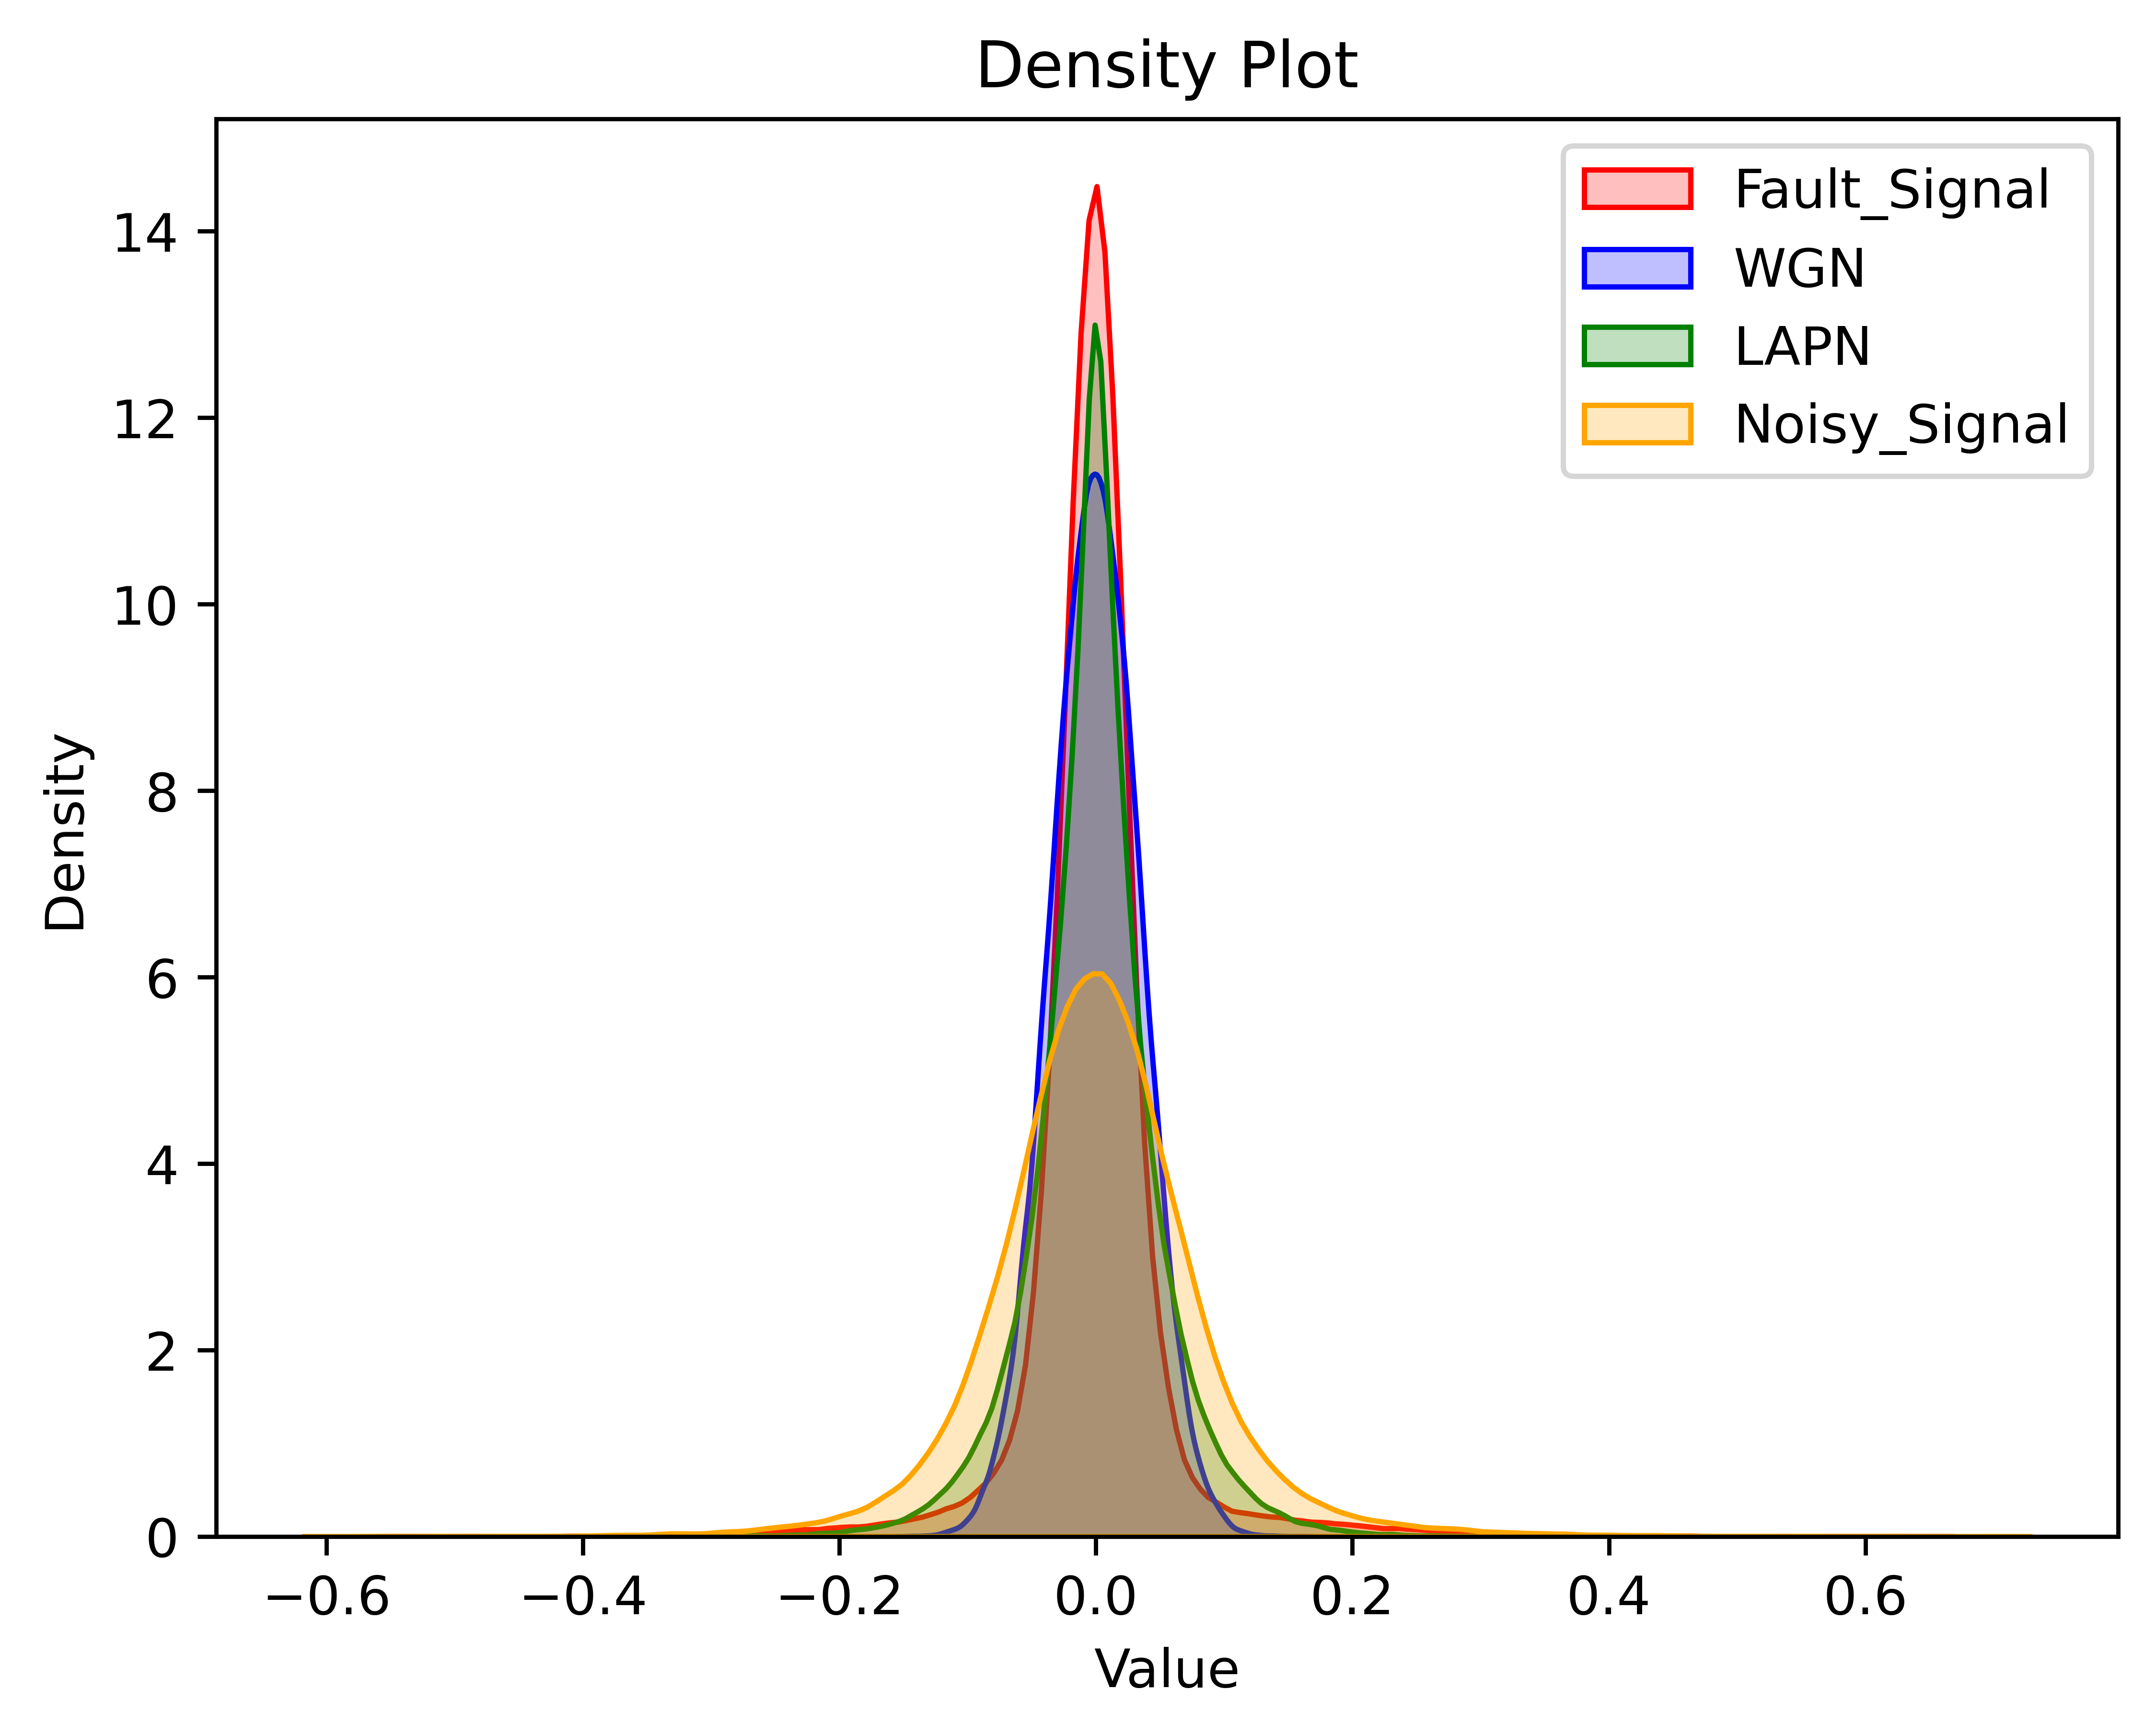 Density Plot
Fault_Signal
WGN
LAPN
Noisy_Signal
14
12
10
8
6
4
2
0
Density
−0.6 −0.4 −0.2 0.0 0.2 0.4 0.6
Value